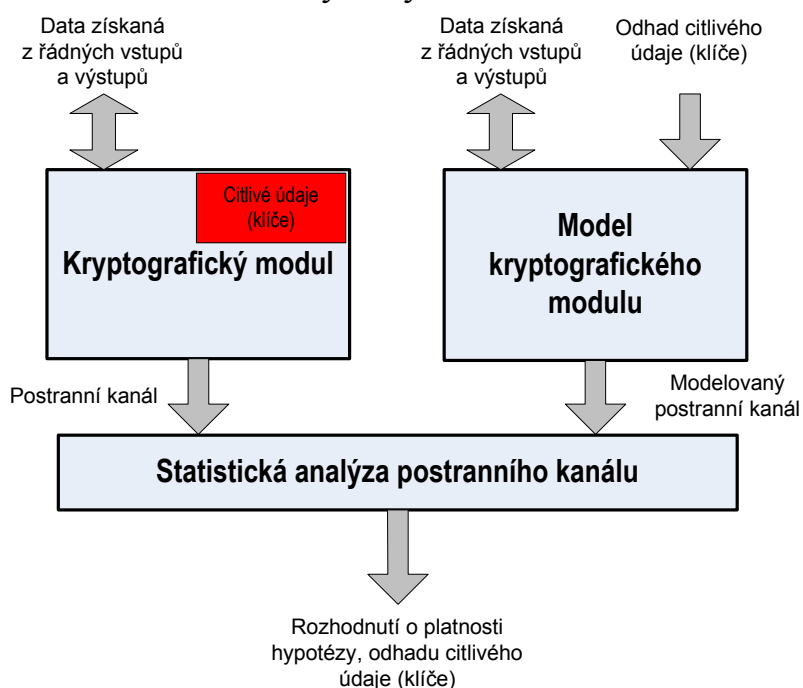 Data získaná
z řádných vstupů
a výstupů
Data získaná
z řádných vstupů
a výstupů
Odhad citlivého
údaje (klíče)
Citlivé údaje
(klíče)
Kryptografický modul
Model
kryptografického
modulu
Postranní kanál
Modelovaný
postranní kanál
Statistická analýza postranního kanálu
Rozhodnutí o platnosti
hypotézy, odhadu citlivého
údaje (klíče)